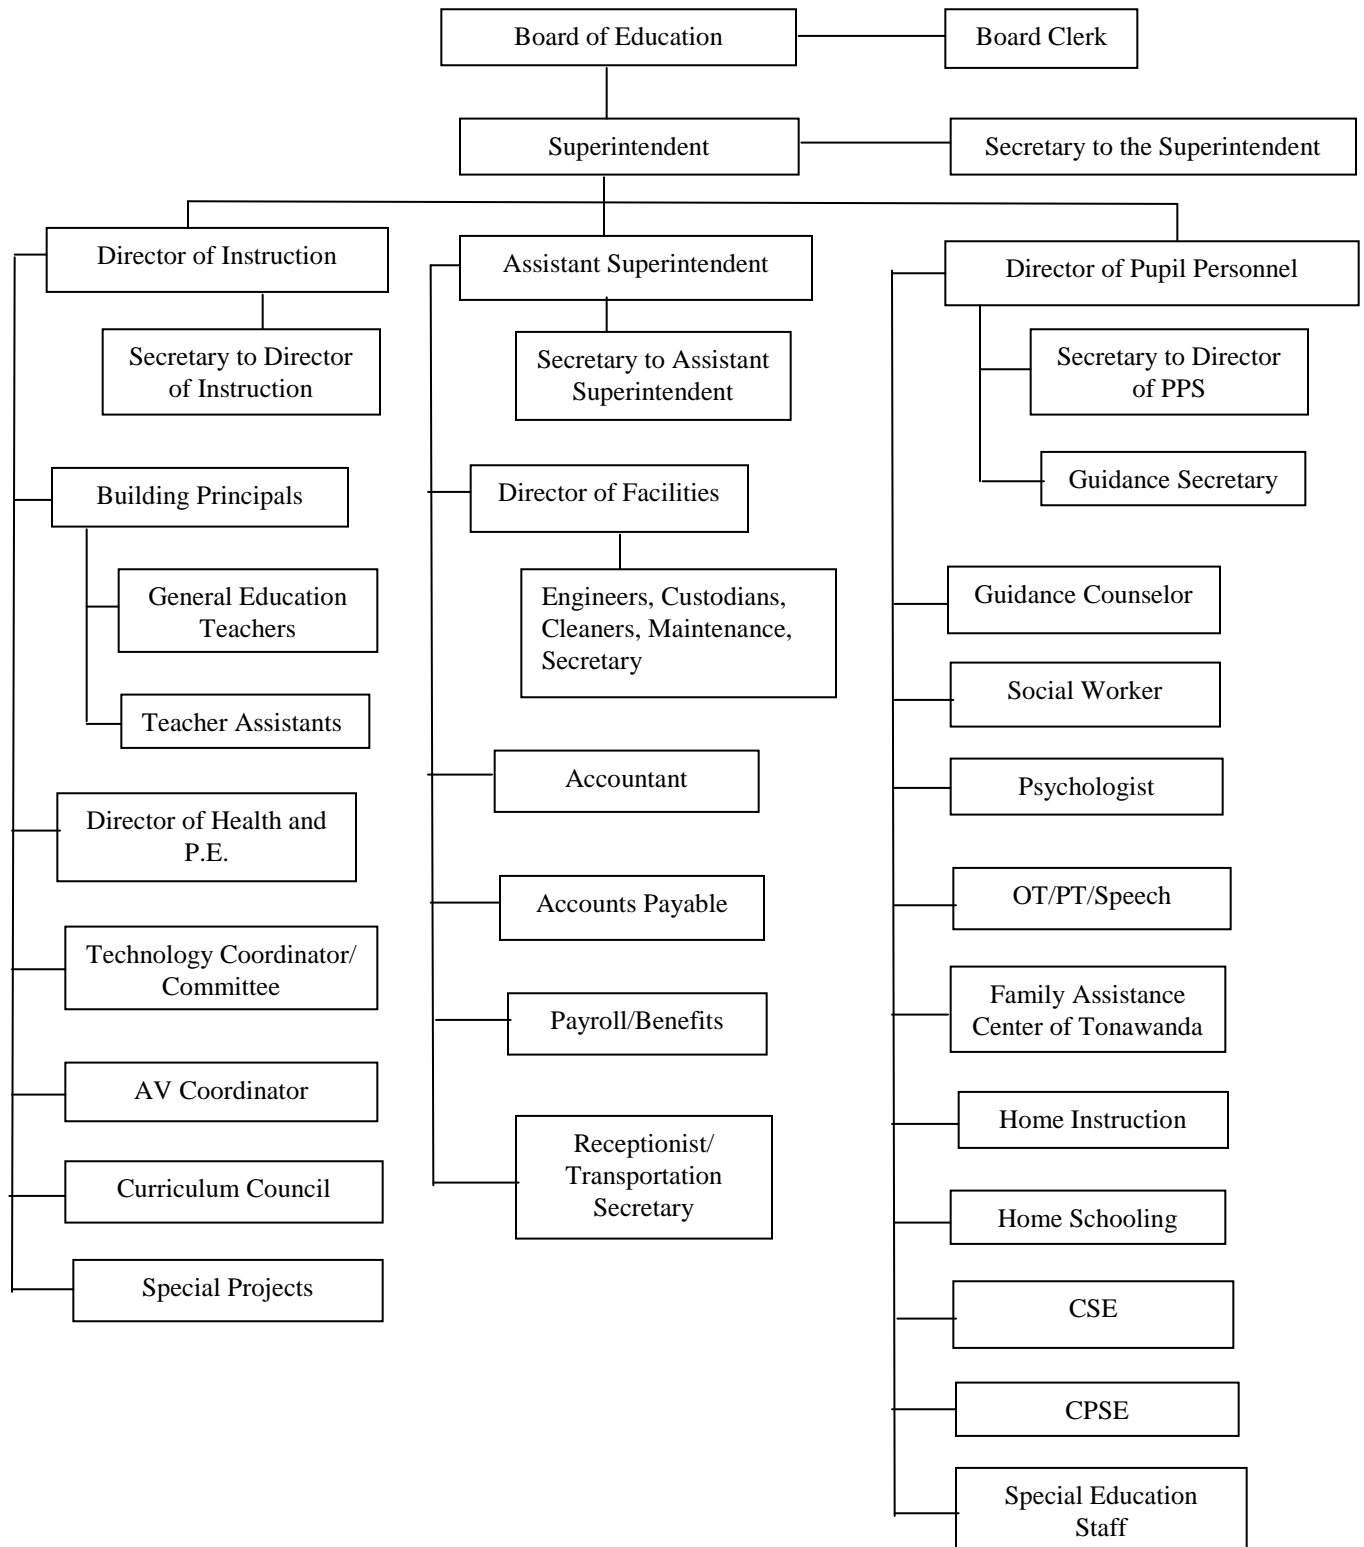 Board of Education
Board Clerk
Superintendent
Secretary to the Superintendent
Director of Instruction
Secretary to Director
of Instruction
Building Principals
General Education
Teachers
Teacher Assistants
Director of Health and
P.E.
Technology Coordinator/
Committee
AV Coordinator
Curriculum Council
Special Projects
Assistant Superintendent
Secretary to Assistant
Superintendent
Director of Facilities
Engineers, Custodians,
Cleaners, Maintenance,
Secretary
Accountant
Accounts Payable
Payroll/Benefits
Receptionist/
Transportation
Secretary
Director of Pupil Personnel
Secretary to Director
of PPS
Guidance Secretary
Guidance Counselor
Social Worker
Psychologist
OT/PT/Speech
Family Assistance
Center of Tonawanda
Home Instruction
Home Schooling
CSE
CPSE
Special Education
Staff